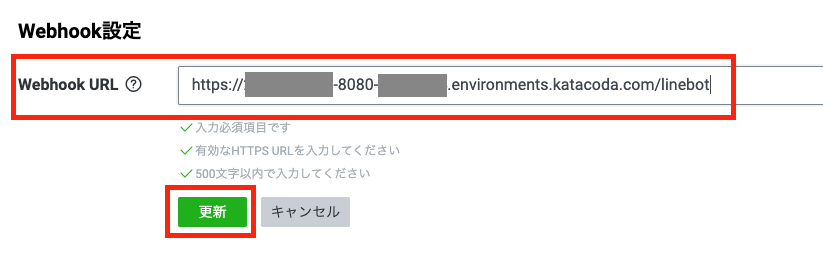 Webhook設定
Webhook URL ? https:// -8080- .environments.katacoda.com/linebot
入力必須項目です
有効なHTTPS URLを入力してください
500文字以内で入力してください
更新 キャンセル